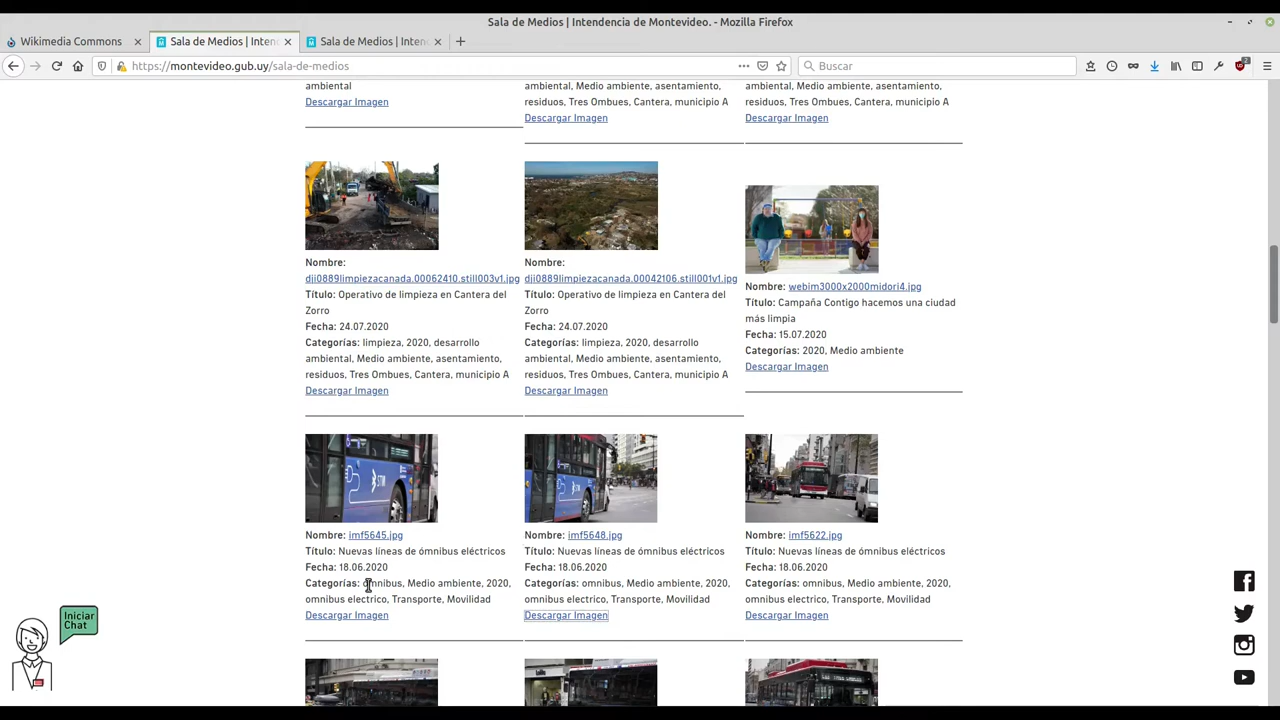 Sala de Medios | Intendencia de Montevideo. - Mozilla Firefox
Wikimedia Commons
Sala de Medios | Inten
Sala de Medios | Inten
https://montevideo.gub.uy/sala-de-medios
Buscar
2
ambiental
Descargar Imagen
ambiental, Medio ambiente, asentamiento,
residuos, Tres Ombues, Cantera, municipio A
Descargar Imagen
ambiental, Medio ambiente, asentamiento,
residuos, Tres Ombues, Cantera, municipio A
Descargar Imagen
Nombre:
dji0889limpiezacanada.00062410.still003v1.jpg
Título: Operativo de limpieza en Cantera del
Zorro
Fecha: 24.07.2020
Categorías: limpieza, 2020, desarrollo
ambiental, Medio ambiente, asentamiento,
residuos, Tres Ombues, Cantera, municipio A
Descargar Imagen
Nombre:
dji0889limpiezacanada.00042106.still001v1.jpg
Título: Operativo de limpieza en Cantera del
Zorro
Fecha: 24.07.2020
Categorías: limpieza, 2020, desarrollo
ambiental, Medio ambiente, asentamiento,
residuos, Tres Ombues, Cantera, municipio A
Descargar Imagen
Nombre: webim3000x2000midori4.jpg
Título: Campaña Contigo hacemos una ciudad
más limpia
Fecha: 15.07.2020
Categorías: 2020, Medio ambiente
Descargar Imagen
STM
Nombre: imf5645.jpg
Título: Nuevas líneas de ómnibus eléctricos
Fecha: 18.06.2020
Categorías: omnibus, Medio ambiente, 2020,
omnibus electrico, Transporte, Movilidad
Descargar Imagen
STM
Nombre: imf5648.jpg
Título: Nuevas líneas de ómnibus eléctricos
Fecha: 18.06.2020
Categorías: omnibus, Medio ambiente, 2020,
omnibus electrico, Transporte, Movilidad
Descargar Imagen
Nombre: imf5622.jpg
Título: Nuevas líneas de ómnibus eléctricos
Fecha: 18.06.2020
Categorías: omnibus, Medio ambiente, 2020,
omnibus electrico, Transporte, Movilidad
Descargar Imagen
Iniciar
Chat